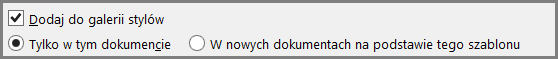 Dodaj do galerii stylów
Tylko w tym dokumencie W nowych dokumentach na podstawie tego szablonu